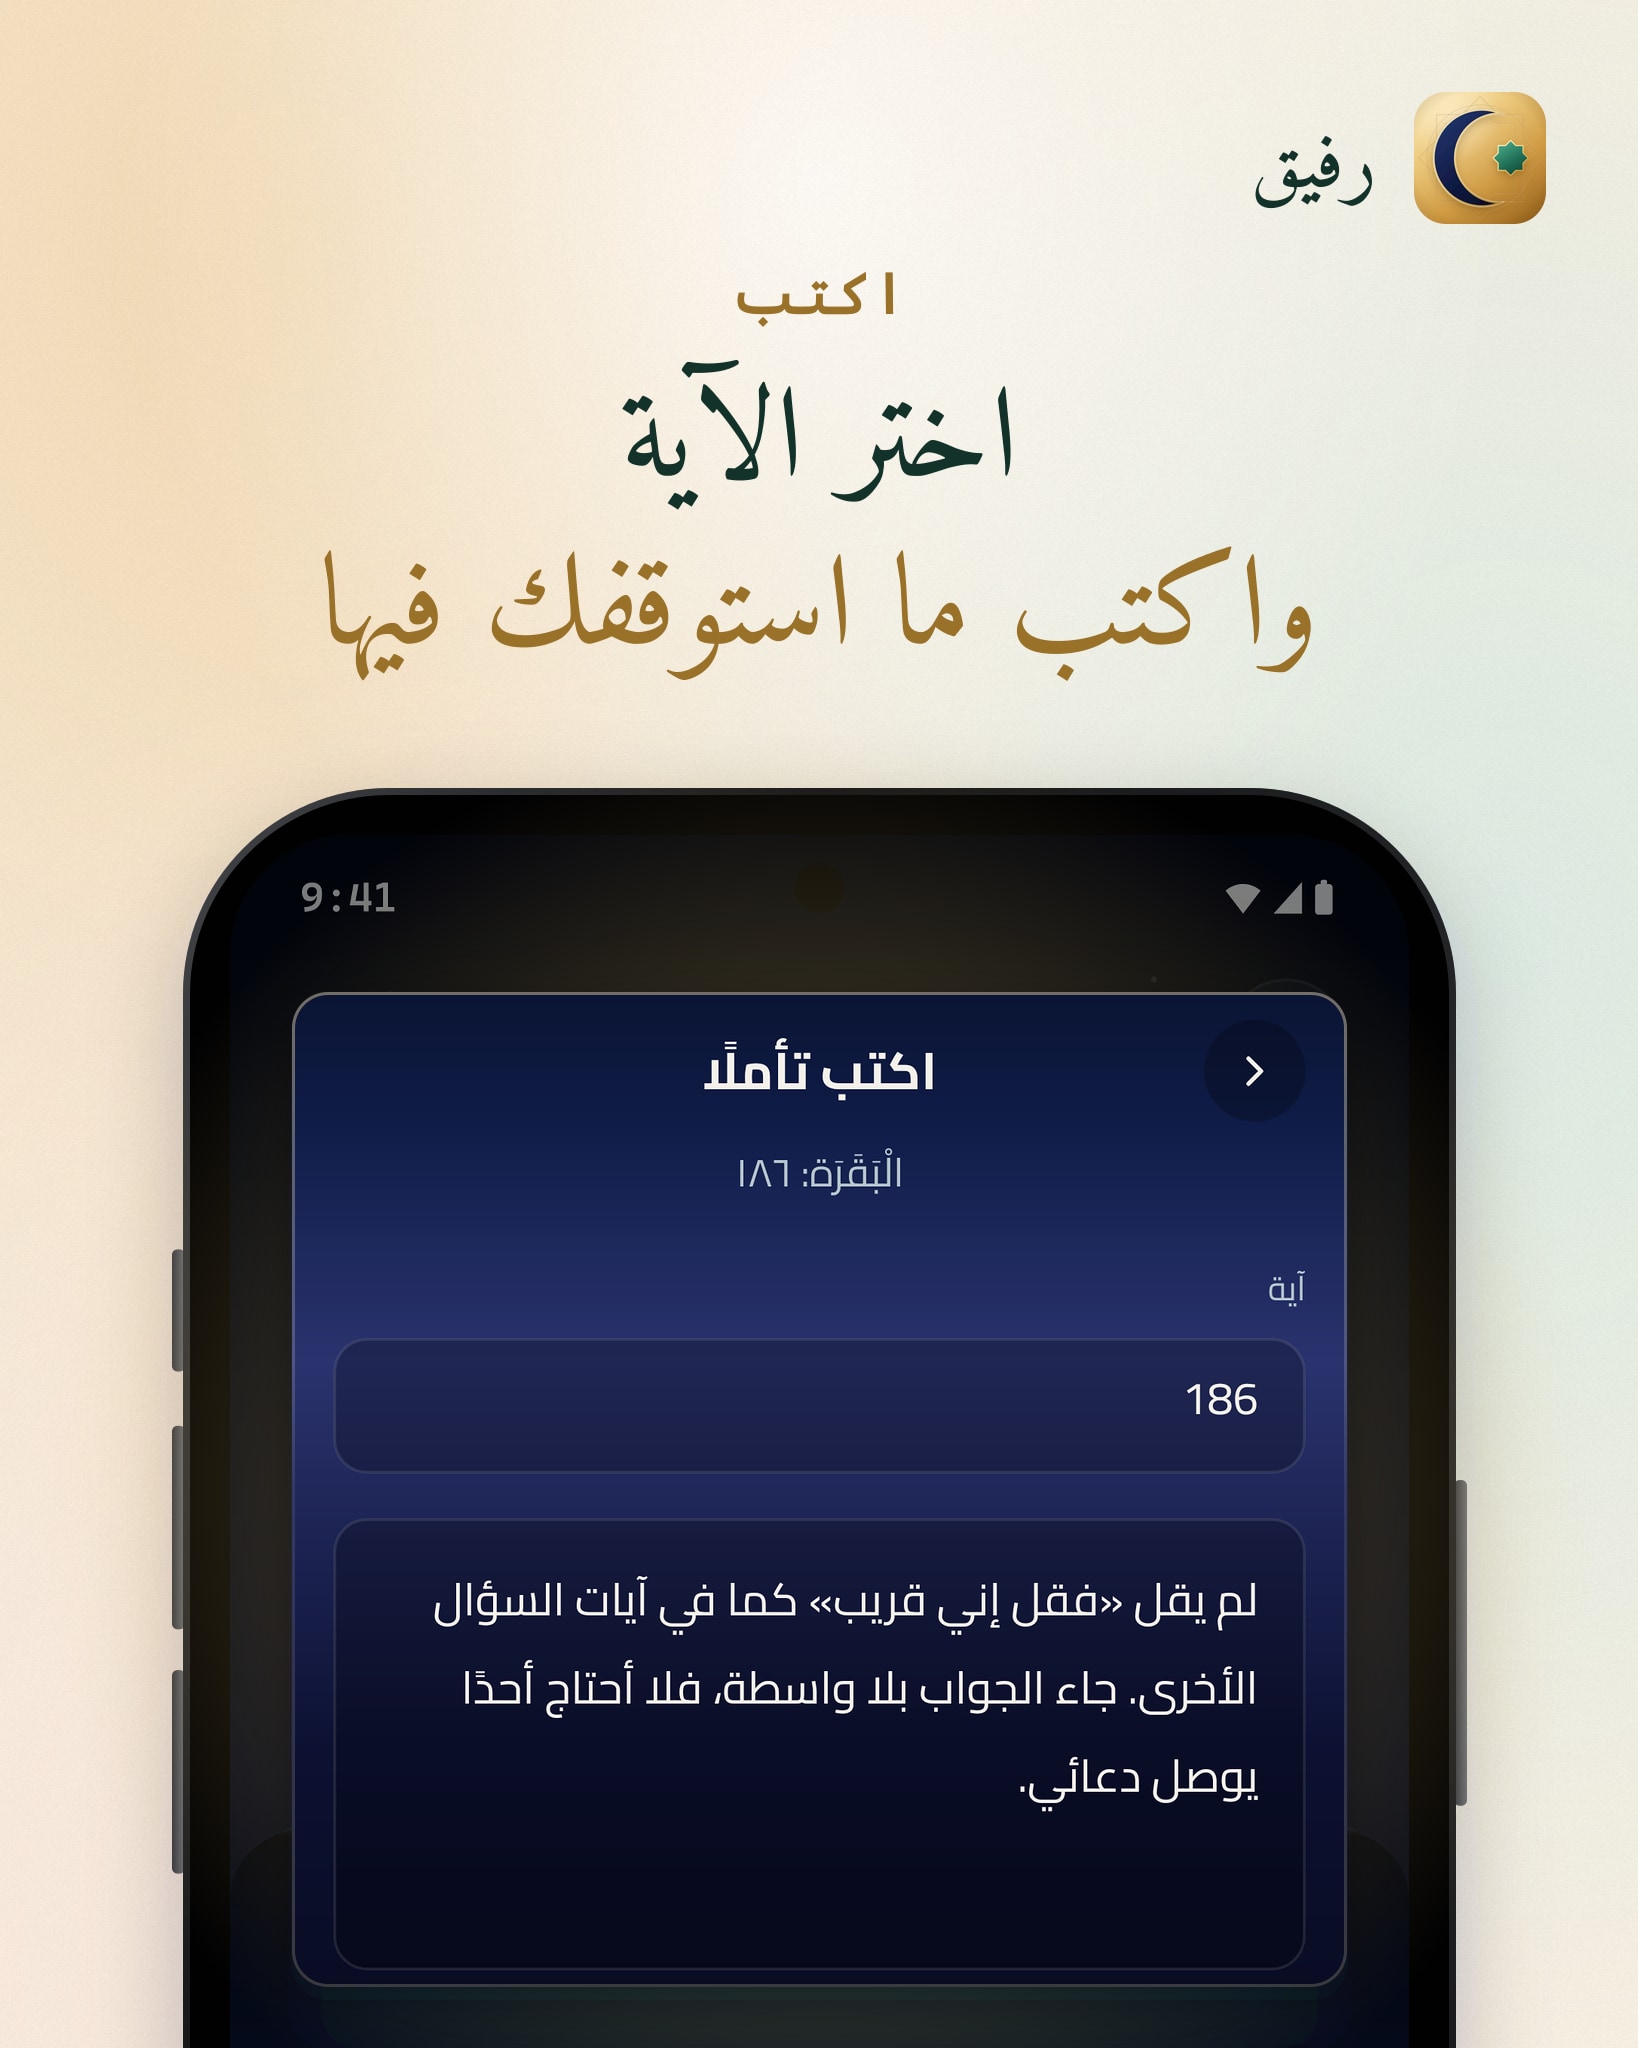 رفيق
اكتب
اختر الآية
واكتب ما استوقفك فيها
9:41
اكتب تأملًا
الْبَقَرَة: ١٨٦
آية
186
لم يقل «فقل إني قريب» كما في آيات السؤال
الأخرى. جاء الجواب بلا واسطة، فلا أحتاج أحدًا
يوصل دعائي.